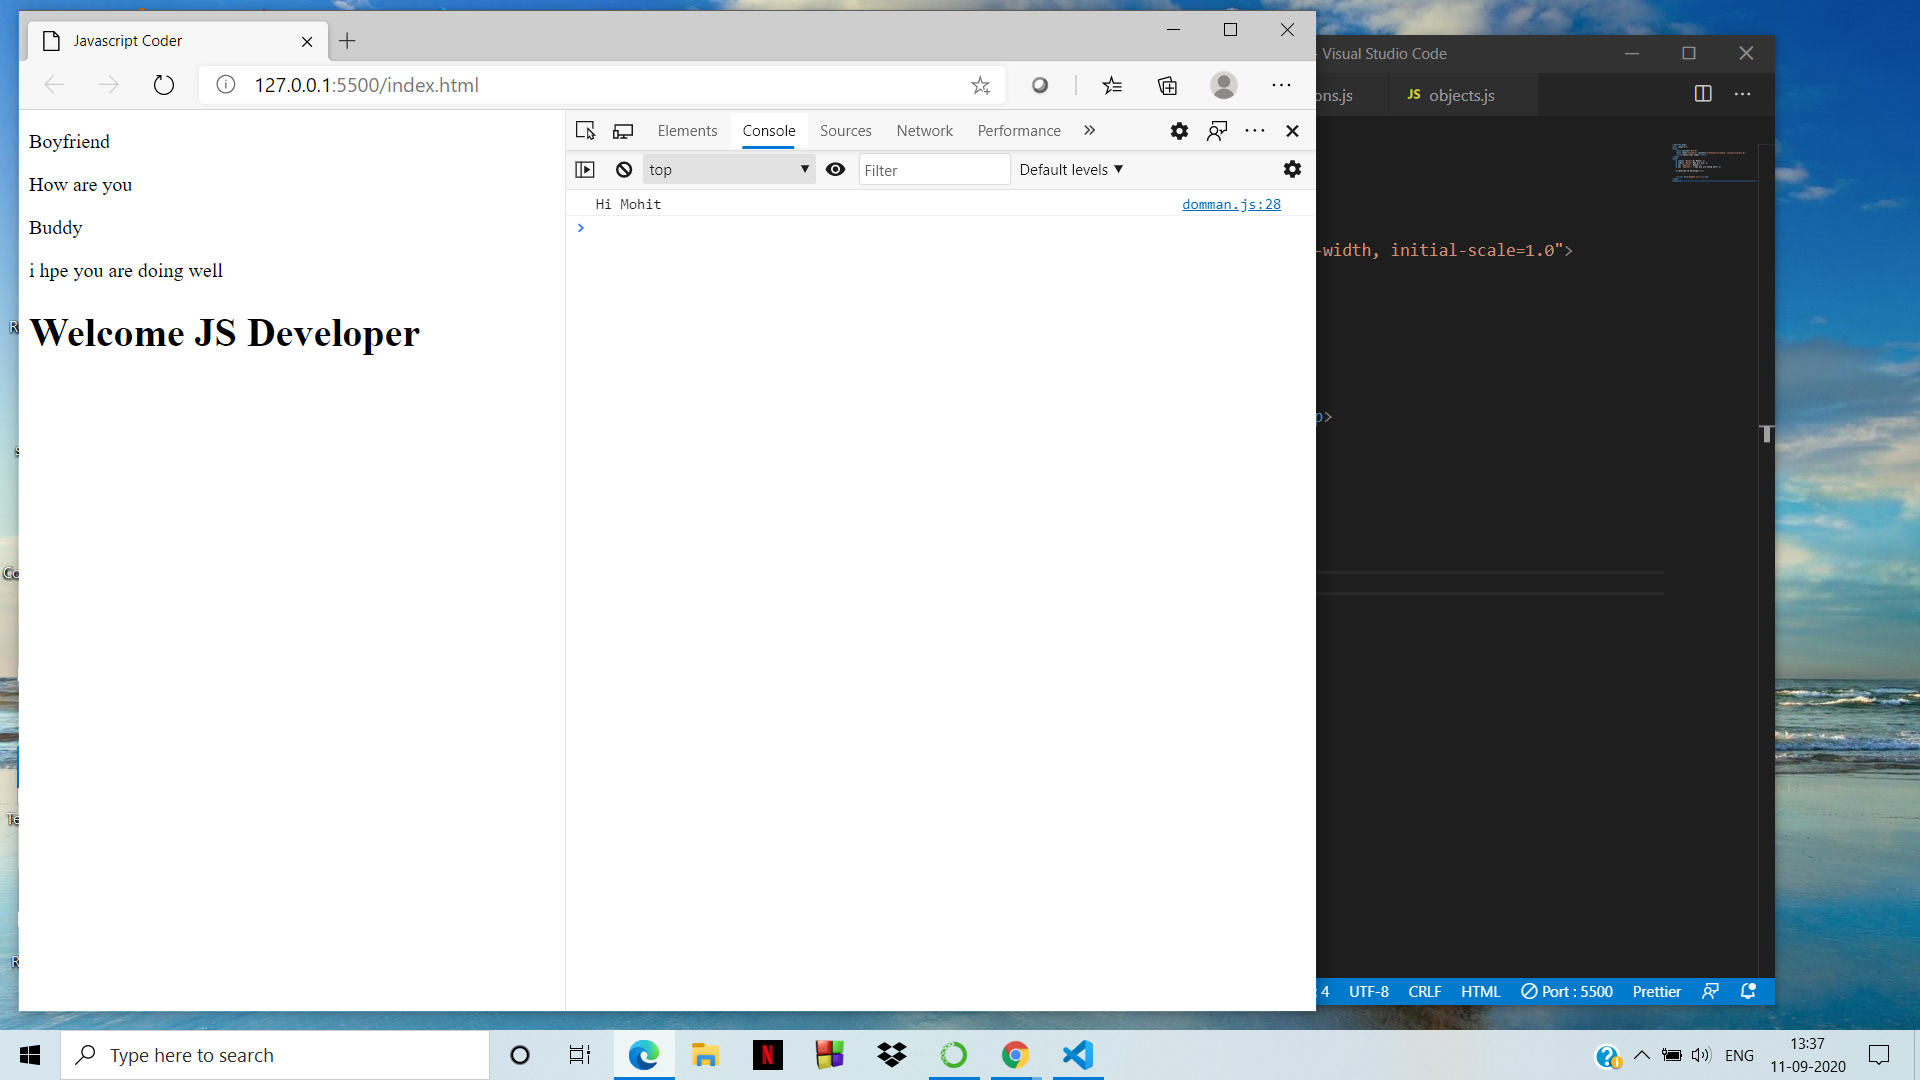 Javascript Coder
127.0.0.1:5500/index.html
Boyfriend
How are you
Buddy
i hpe you are doing well
Welcome JS Developer
Elements Console Sources Network Performance
top Filter Default levels
Hi Mohit domman.js:28
Visual Studio Code
ons.js JS objects.js
-width, initial-scale=1.0">
p>
4 UTF-8 CRLF HTML Port : 5500 Prettier
Type here to search
ENG
13:37
11-09-2020